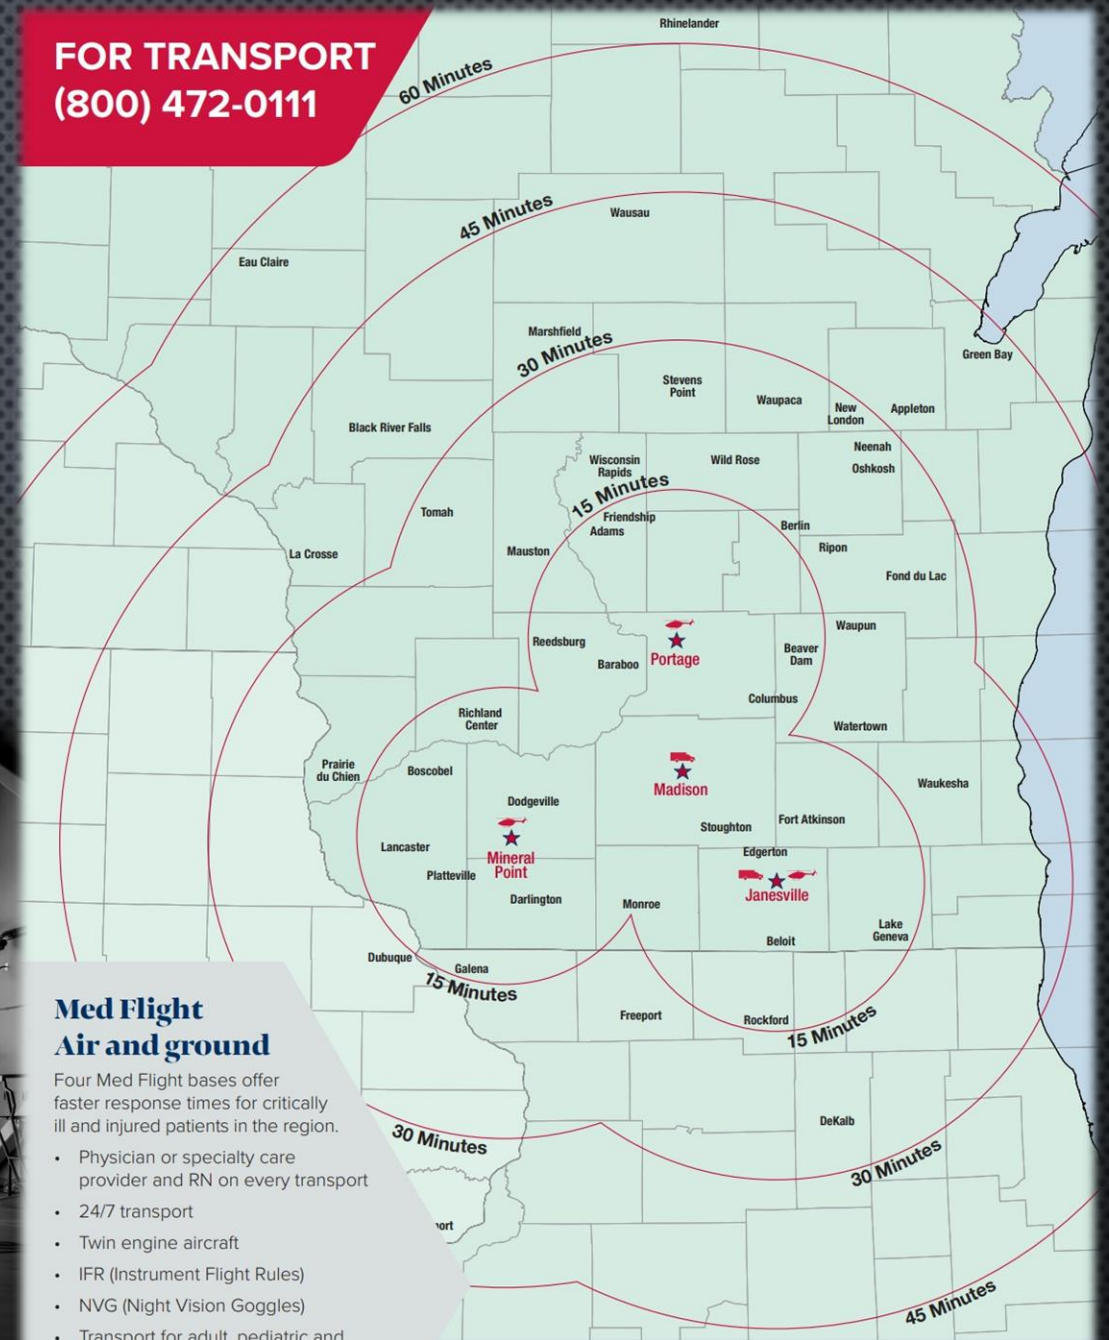 FOR TRANSPORT
(800) 472-0111
Rhinelander
60 Minutes
45 Minutes
Wausau
Eau Claire
Marshfield
30 Minutes
Green Bay
Stevens
Point
Waupaca
New
London
Appleton
Black River Falls
Neenah
Wisconsin
Rapids
Wild Rose
Oshkosh
15 Minutes
Tomah
Friendship
Adams
Berlin
Mauston
Ripon
La Crosse
Fond du Lac
Waupun
Reedsburg
Beaver
Dam
Baraboo
Portage
Columbus
Richland
Center
Watertown
Prairie
du Chien
Boscobel
Waukesha
Madison
Dodgeville
Stoughton
Fort Atkinson
Lancaster
Edgerton
Mineral
Point
Platteville
Janesville
Darlington
Monroe
Lake
Geneva
Beloit
Dubuque
Galena
15 Minutes
Freeport
Rockford
15 Minutes
DeKalb
30 Minutes
30 Minutes
45 Minutes
Med Flight
Air and ground
Four Med Flight bases offer
faster response times for critically
ill and injured patients in the region.
• Physician or specialty care
provider and RN on every transport
• 24/7 transport
• Twin engine aircraft
• IFR (Instrument Flight Rules)
• NVG (Night Vision Goggles)
• Transport for adult, pediatric and